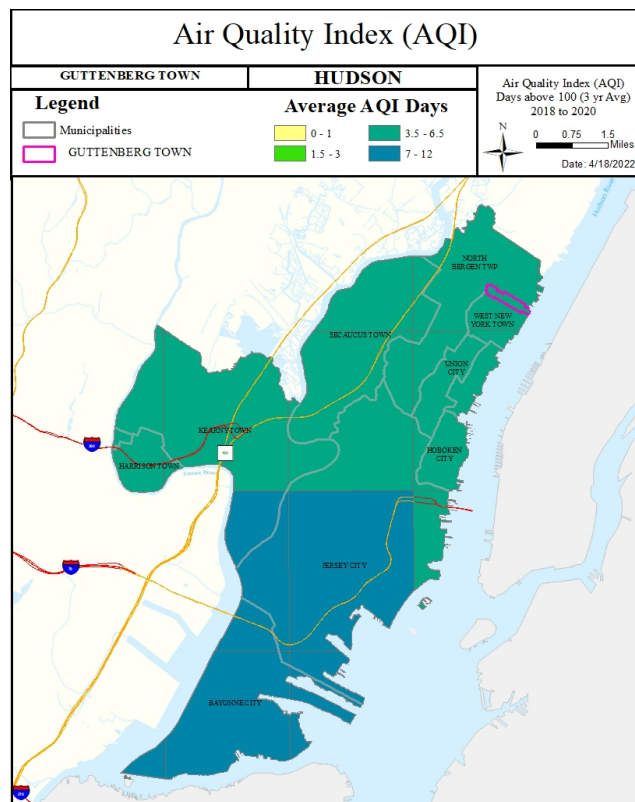 Air Quality Index (AQI)
GUTTENBERG TOWN
HUDSON
Air Quality Index (AQI)
Days above 100 (3 yr Avg)
2018 to 2020
Legend
Municipalities
GUTTENBERG TOWN
Average AQI Days
0 - 1
1.5 - 3
3.5 - 6.5
7 - 12
N
0 0.75 1.5
Miles
Date: 4/18/2022
Hudson River
NORTH
BERGEN TWP
WEST NEW
YORK TOWN
SECAUCUS TOWN
UNION
CITY
KEARNY TOWN
HOBOKEN
CITY
HARRISON TOWN
JERSEY CITY
BAYONNE CITY